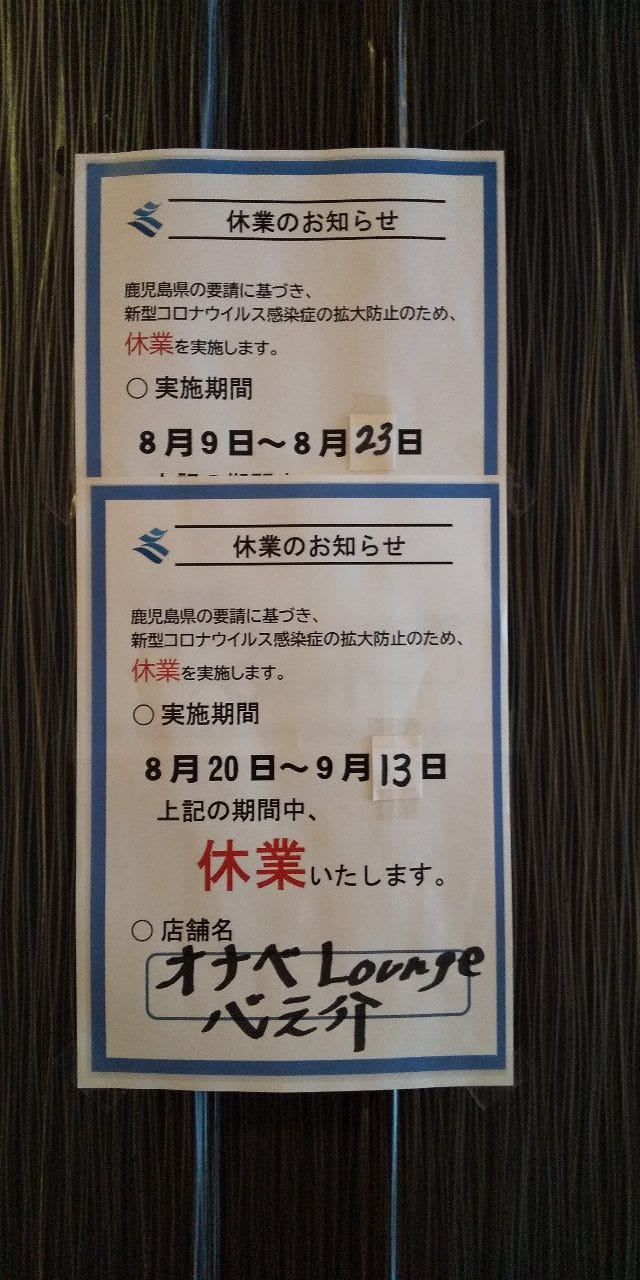 休業のお知らせ
鹿児島県の要請に基づき、
新型コロナウイルス感染症の拡大防止のため、
休業を実施します。
○ 実施期間
8月9日～8月23日
休業のお知らせ
鹿児島県の要請に基づき、
新型コロナウイルス感染症の拡大防止のため、
休業を実施します。
○ 実施期間
8月20日～9月13日
上記の期間中、
休業いたします。
○ 店舗名
オナベ Lounge
心之介